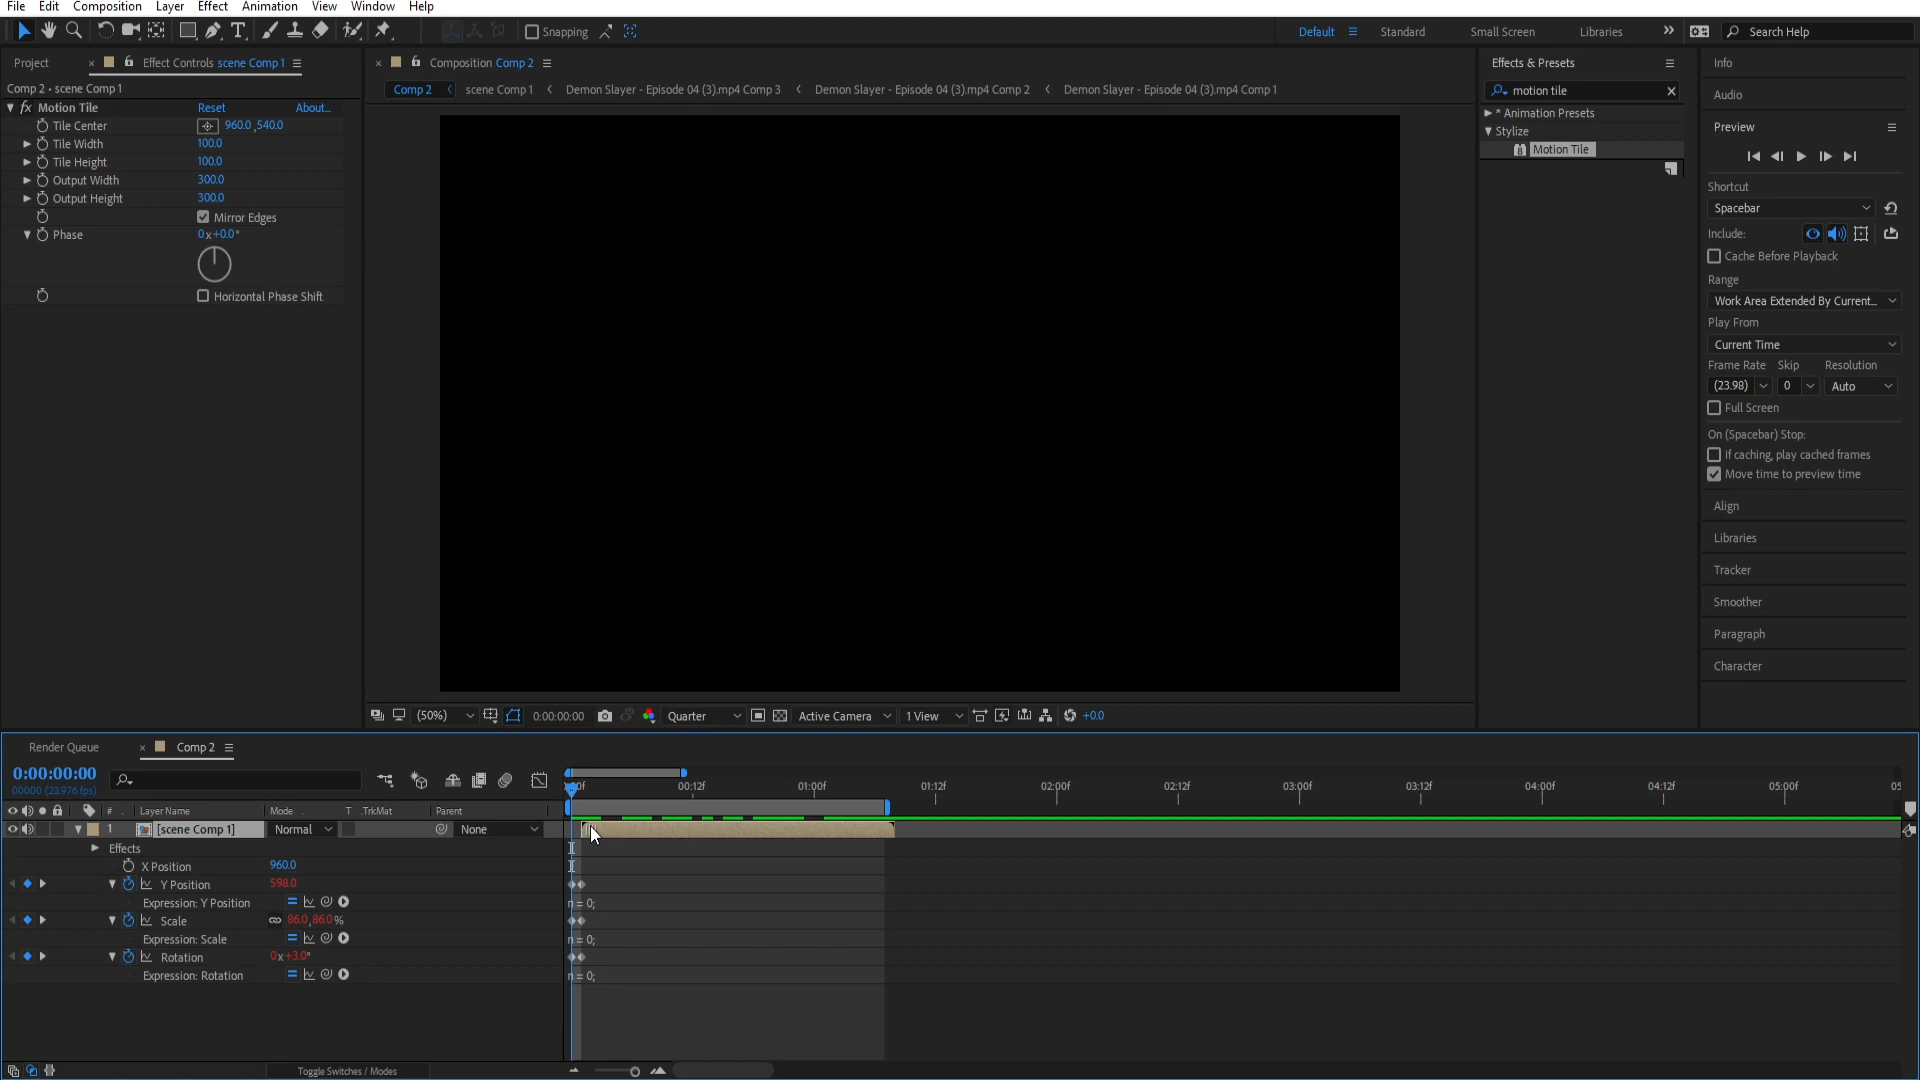 File Edit Composition Layer Effect Animation View Window Help
Snapping
Default Standard Small Screen Libraries Search Help
Project Effect Controls scene Comp 1
Comp 2 • scene Comp 1
fx Motion Tile Reset About...
Tile Center 960.0,540.0
Tile Width 100.0
Tile Height 100.0
Output Width 300.0
Output Height 300.0
Mirror Edges
Phase 0x+0.0°
Horizontal Phase Shift
Composition Comp 2
Comp 2 scene Comp 1 Demon Slayer - Episode 04 (3).mp4 Comp 3 Demon Slayer - Episode 04 (3).mp4 Comp 2 Demon Slayer - Episode 04 (3).mp4 Comp 1
(50%) 0:00:00:00 Quarter Active Camera 1 View +0.0
Effects & Presets
motion tile
* Animation Presets
Stylize
Motion Tile
Info
Audio
Preview
Shortcut
Spacebar
Include:
Cache Before Playback
Range
Work Area Extended By Current...
Play From
Current Time
Frame Rate Skip Resolution
(23.98) 0 Auto
Full Screen
On (Spacebar) Stop:
If caching, play cached frames
Move time to preview time
Align
Libraries
Tracker
Smoother
Paragraph
Character
Render Queue Comp 2
0:00:00:00
00000 (23.976 fps)
00:12f 01:00f 01:12f 02:00f 02:12f 03:00f 03:12f 04:00f 04:12f 05:00f
# Layer Name Mode T .TrkMat Parent
1 [scene Comp 1] Normal None
Effects
X Position 960.0
Y Position 598.0
Expression: Y Position n = 0;
Scale 86.0,86.0%
Expression: Scale n = 0;
Rotation 0x+3.0°
Expression: Rotation n = 0;
Toggle Switches / Modes